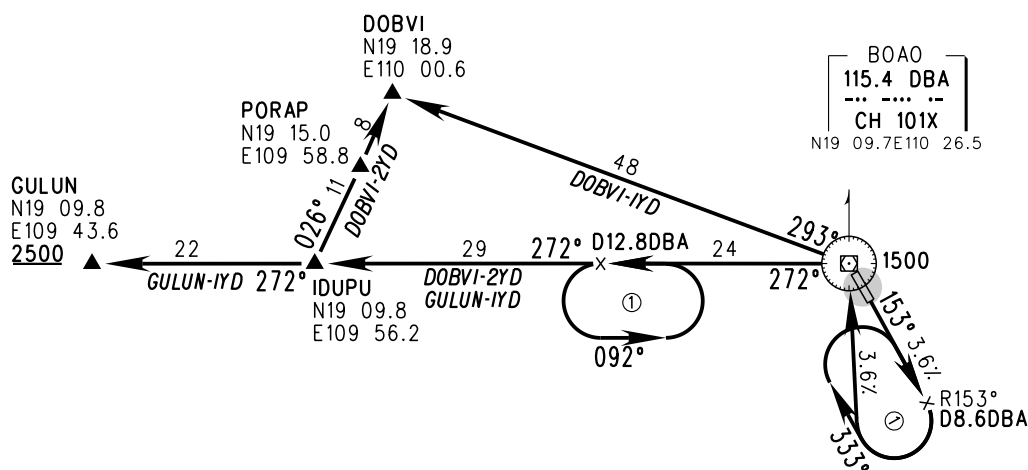 DOBVI
N19 18.9
E110 00.6
BOAO
115.4 DBA
-·· -··· ·-
CH 101X
N19 09.7E110 26.5
PORAP
N19 15.0
E109 58.8
8
DOBVI-2YD
11
026°
48
DOBVI-1YD
293°
GULUN
N19 09.8
E109 43.6
2500
22
GULUN-1YD
272°
IDUPU
N19 09.8
E109 56.2
29
DOBVI-2YD
GULUN-1YD
272°
D12.8DBA
24
272°
1500
①
092°
153°
3.6%
3.6%
R153°
D8.6DBA
①
333°